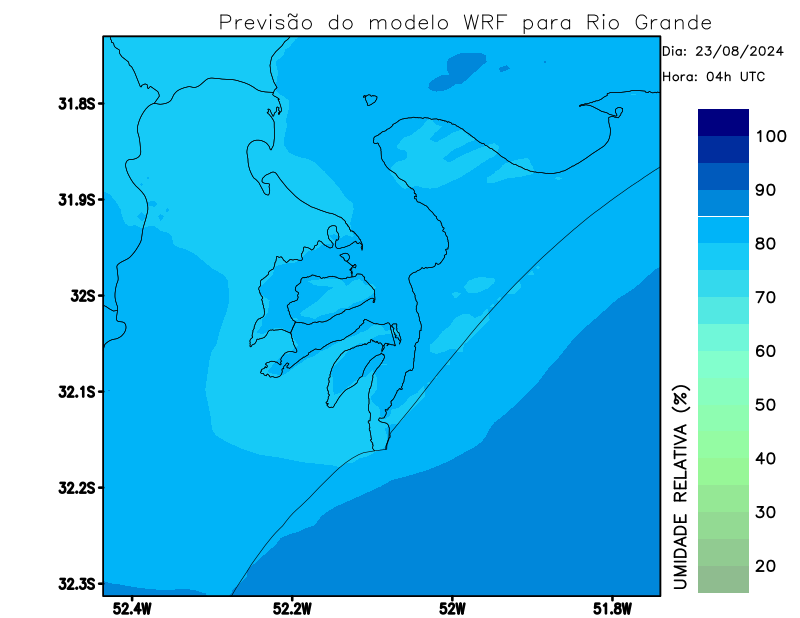 Previsão do modelo WRF para Rio Grande
Dia: 23/08/2024
Hora: 04h UTC
31.8S
31.9S
32S
32.1S
32.2S
32.3S
52.4W
52.2W
52W
51.8W
100
90
80
70
60
50
40
30
20
UMIDADE RELATIVA (%)